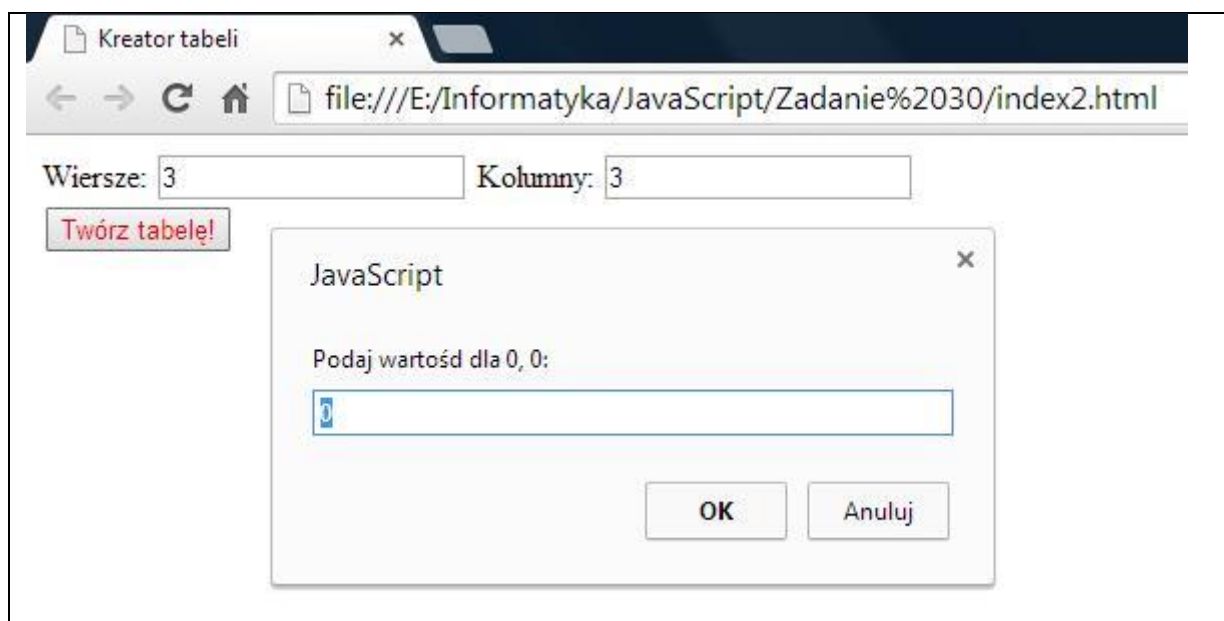 Kreator tabeli
file:///E:/Informatyka/JavaScript/Zadanie%2030/index2.html
Wiersze: 3 Kolumny: 3
Twórz tabelę!
JavaScript
Podaj wartośd dla 0, 0:
0
OK Anuluj